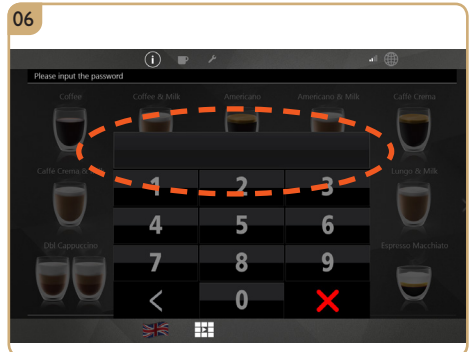 06
Please input the password
Coffee Coffee & Milk Americano Americano & Milk Caffè Crema
Caffè Crema & Lungo & Milk
1 2 3
4 5 6
Dbl Cappuccino Espresso Macchiato
7 8 9
< 0